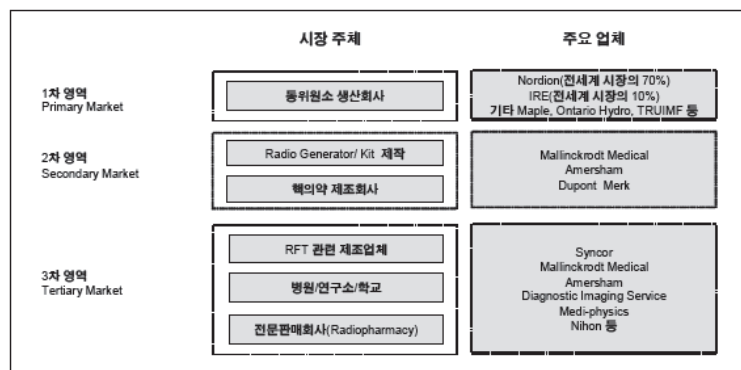 시장 주체
주요 업체
1차 영역
Primary Market
동위원소 생산회사
Nordion(전세계 시장의 70%)
IRE(전세계 시장의 10%)
기타 Maple, Ontario Hydro, TRUIMF 등
2차 영역
Secondary Market
Radio Generator/ Kit 제작
핵의약 제조회사
Mallinckrodt Medical
Amersham
Dupont Merk
3차 영역
Tertiary Market
RFT 관련 제조업체
병원/연구소/학교
전문판매회사(Radiopharmacy)
Syncor
Mallinckrodt Medical
Amersham
Diagnostic Imaging Service
Medi-physics
Nihon 등